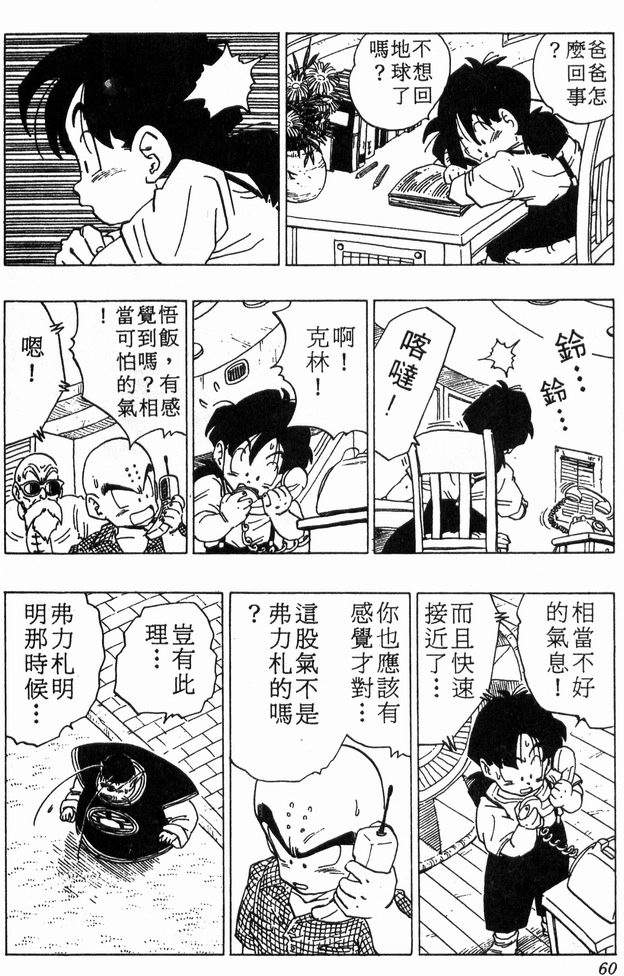 爸爸怎
麼回事
?
不想回
地球了
嗎?
鈴…
鈴…
喀噠!
啊!
克林!
悟飯,有感
覺到嗎?相
當可怕的氣
!
嗯!
相當不好
的氣息!
而且快速
接近了…
你也應該有
感覺才對…
這股氣不是
弗力札的嗎
?
豈有此
理…
弗力札明
明那時候…
60